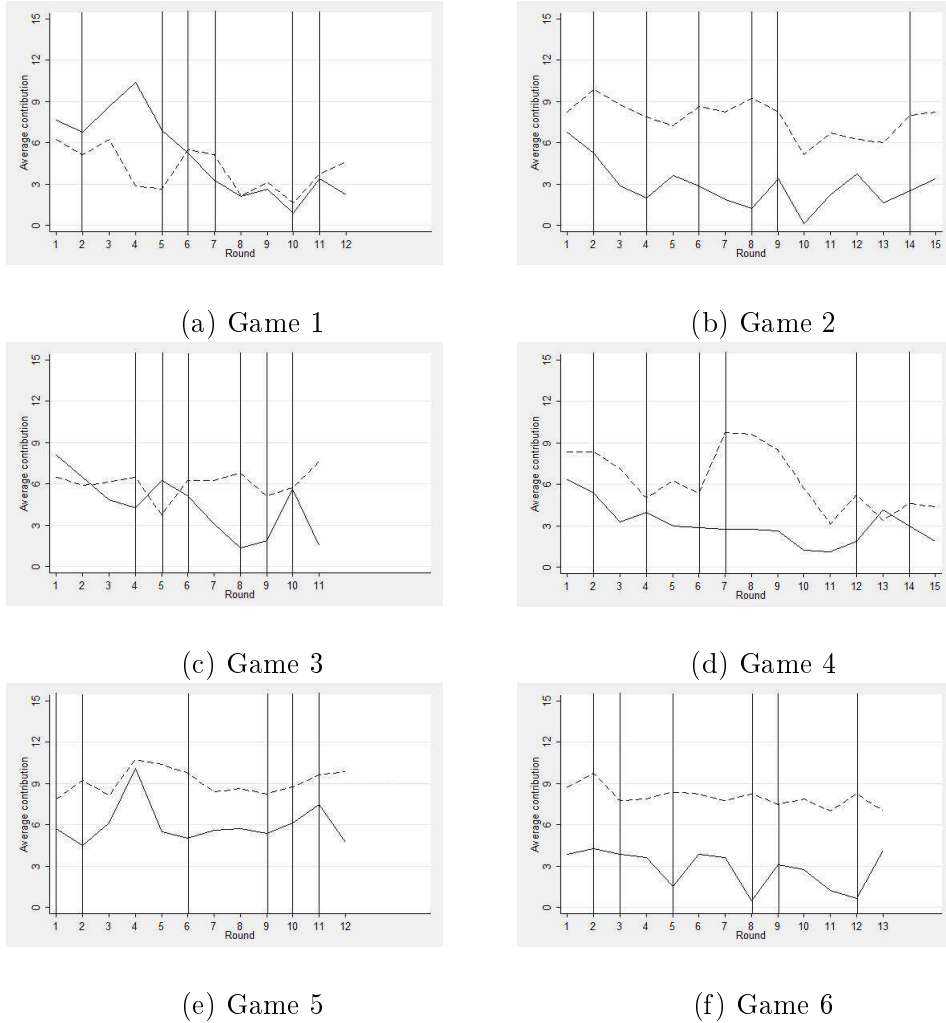 15
12
9
6
3
0
Average contribution
1 2 3 4 5 6 7 8 9 10 11 12
Round
(a) Game 1
15
12
9
6
3
0
Average contribution
1 2 3 4 5 6 7 8 9 10 11 12 13 14 15
Round
(b) Game 2
15
12
9
6
3
0
Average contribution
1 2 3 4 5 6 7 8 9 10 11
Round
(c) Game 3
15
12
9
6
3
0
Average contribution
1 2 3 4 5 6 7 8 9 10 11 12 13 14 15
Round
(d) Game 4
15
12
9
6
3
0
Average contribution
1 2 3 4 5 6 7 8 9 10 11 12
Round
(e) Game 5
15
12
9
6
3
0
Average contribution
1 2 3 4 5 6 7 8 9 10 11 12 13
Round
(f) Game 6